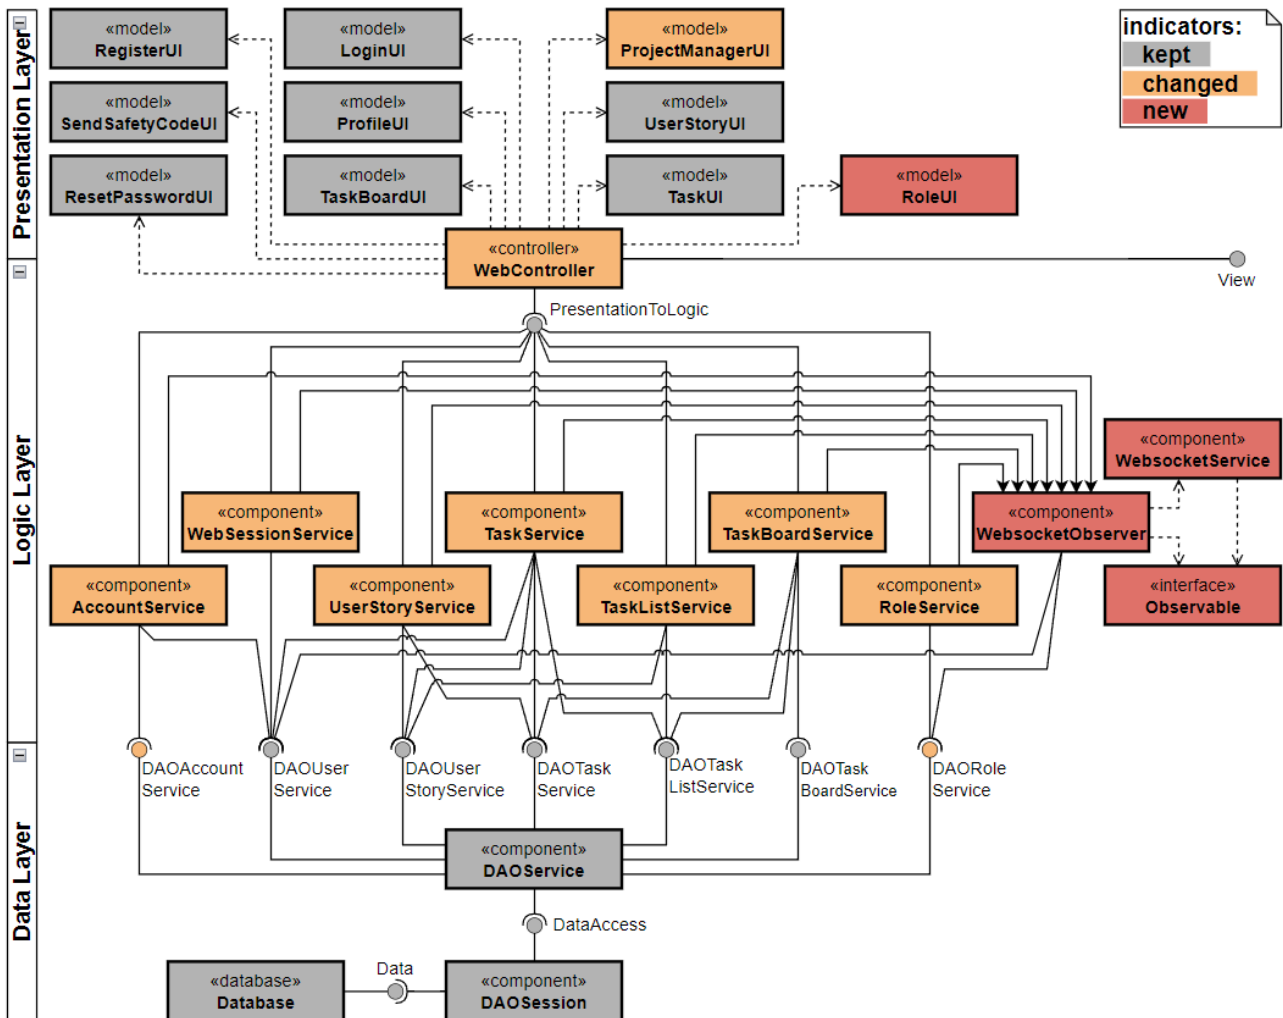 Presentation Layer
Logic Layer
Data Layer
indicators:
kept
changed
new
«model»
RegisterUI
«model»
LoginUI
«model»
ProjectManagerUI
«model»
SendSafetyCodeUI
«model»
ProfileUI
«model»
UserStoryUI
«model»
ResetPasswordUI
«model»
TaskBoardUI
«model»
TaskUI
«model»
RoleUI
«controller»
WebController
View
PresentationToLogic
«component»
WebsocketService
«component»
WebSessionService
«component»
TaskService
«component»
TaskBoardService
«component»
WebsocketObserver
«component»
AccountService
«component»
UserStoryService
«component»
TaskListService
«component»
RoleService
«interface»
Observable
DAOAccount
Service
DAOUser
Service
DAOUser
StoryService
DAOTask
Service
DAOTask
ListService
DAOTask
BoardService
DAORole
Service
«component»
DAOService
DataAccess
«database»
Database
Data
«component»
DAOSession